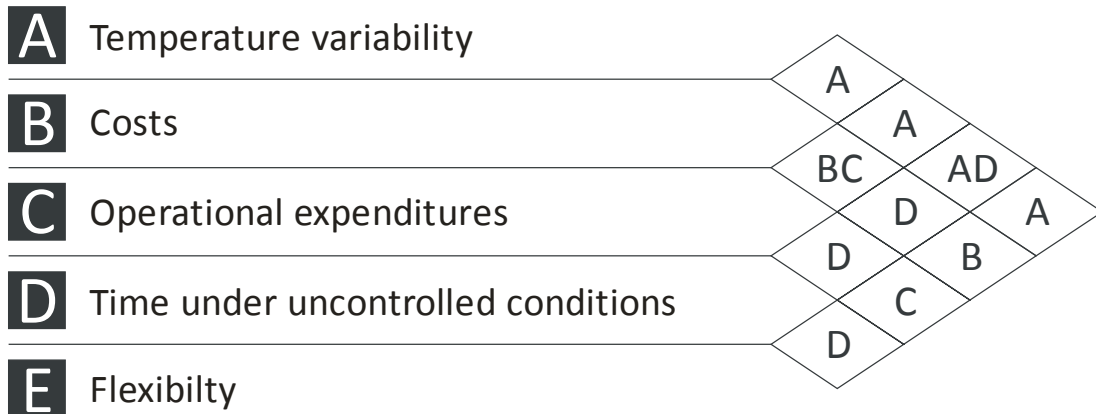 A Temperature variability
A
B Costs
A
BC
AD
C Operational expenditures
D
A
D
B
D Time under uncontrolled conditions
C
D
E Flexibilty